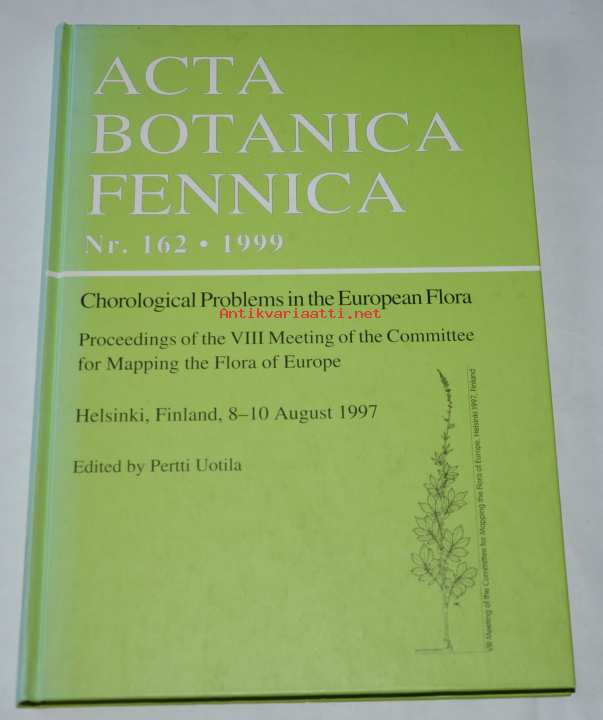 ACTA
BOTANICA
FENNICA
Nr. 162 • 1999
Chorological Problems in the European Flora
Antikvariaatti.net
Proceedings of the VIII Meeting of the Committee
for Mapping the Flora of Europe
Helsinki, Finland, 8–10 August 1997
Edited by Pertti Uotila
VIII Meeting of the Committee for Mapping the Flora of Europe, Helsinki 1997, Finland